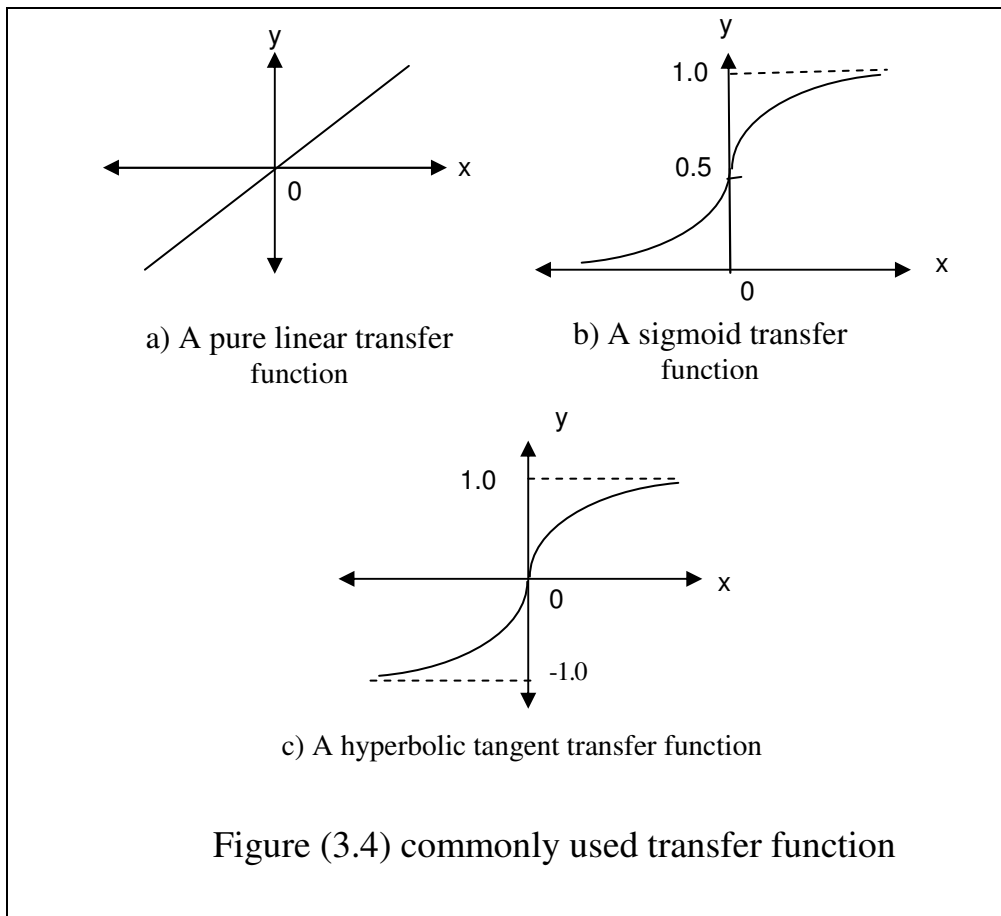 y
x
0
a) A pure linear transfer
function
y
1.0
0.5
x
0
b) A sigmoid transfer
function
y
1.0
x
0
-1.0
c) A hyperbolic tangent transfer function
Figure (3.4) commonly used transfer function